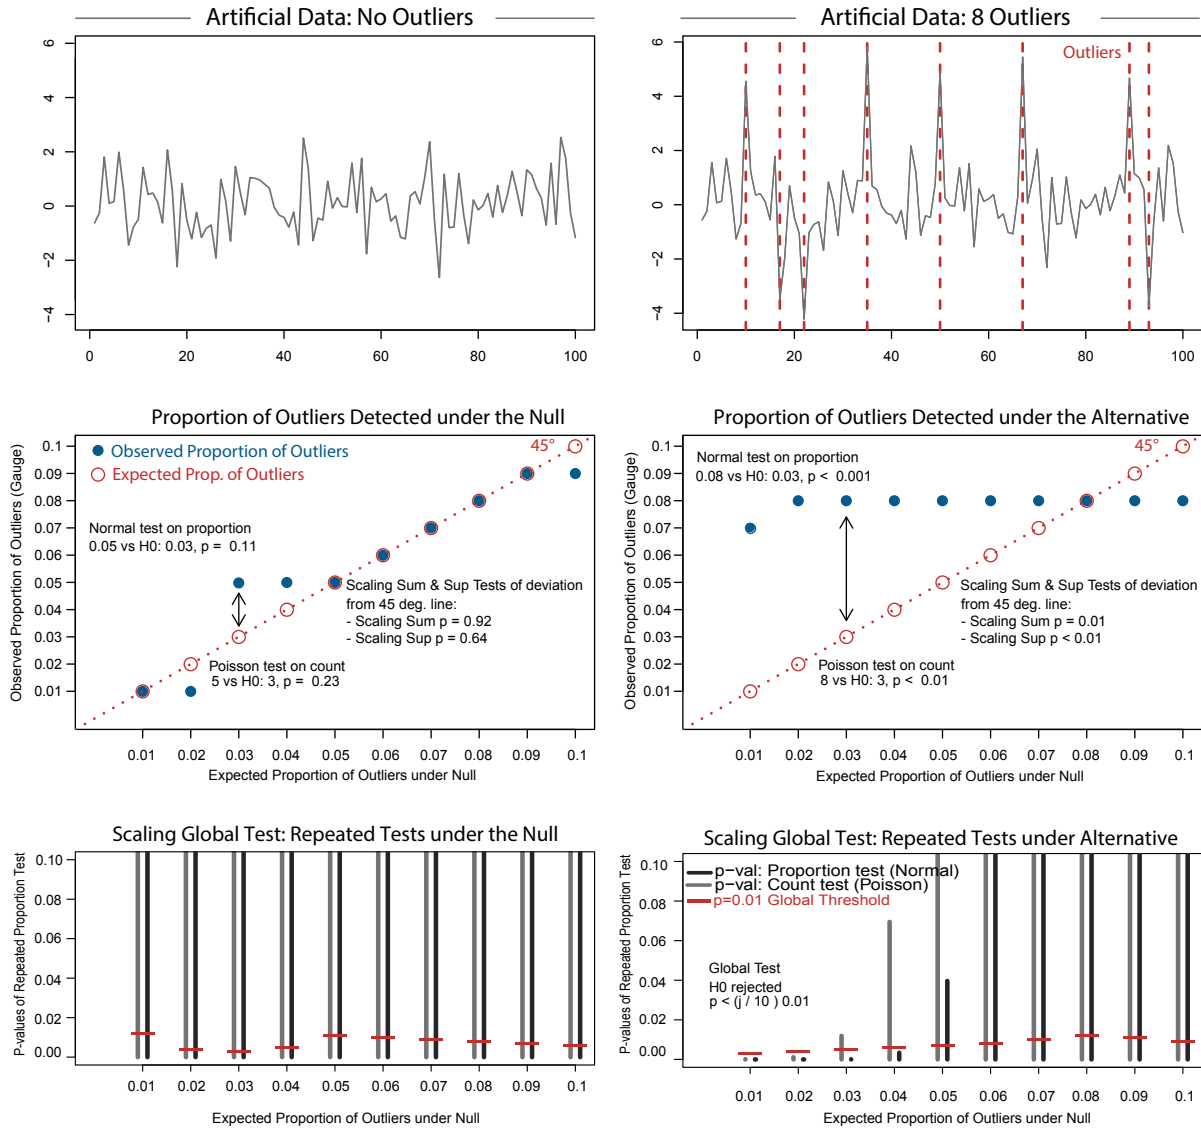 Artificial Data: No Outliers
6
4
2
0
-2
-4
0
20
40
60
80
100
Artificial Data: 8 Outliers
Outliers
6
4
2
0
-2
-4
0
20
40
60
80
100
Proportion of Outliers Detected under the Null
Observed Proportion of Outliers (Gauge)
0.1
0.09
0.08
0.07
0.06
0.05
0.04
0.03
0.02
0.01
45°
Observed Proportion of Outliers
Expected Prop. of Outliers
Normal test on proportion
0.05 vs H0: 0.03, p = 0.11
Scaling Sum & Sup Tests of deviation
from 45 deg. line:
- Scaling Sum p = 0.92
- Scaling Sup p = 0.64
Poisson test on count
5 vs H0: 3, p = 0.23
0.01
0.02
0.03
0.04
0.05
0.06
0.07
0.08
0.09
0.1
Expected Proportion of Outliers under Null
Proportion of Outliers Detected under the Alternative
Observed Proportion of Outliers (Gauge)
0.1
0.09
0.08
0.07
0.06
0.05
0.04
0.03
0.02
0.01
45°
Normal test on proportion
0.08 vs H0: 0.03, p < 0.001
Scaling Sum & Sup Tests of deviation
from 45 deg. line:
- Scaling Sum p = 0.01
- Scaling Sup p < 0.01
Poisson test on count
8 vs H0: 3, p < 0.01
0.01
0.02
0.03
0.04
0.05
0.06
0.07
0.08
0.09
0.1
Expected Proportion of Outliers under Null
Scaling Global Test: Repeated Tests under the Null
P-values of Repeated Proportion Test
0.10
0.08
0.06
0.04
0.02
0.00
0.01
0.02
0.03
0.04
0.05
0.06
0.07
0.08
0.09
0.1
Expected Proportion of Outliers under Null
Scaling Global Test: Repeated Tests under Alternative
P-values of Repeated Proportion Test
0.10
0.08
0.06
0.04
0.02
0.00
p-val: Proportion test (Normal)
p-val: Count test (Poisson)
p=0.01 Global Threshold
Global Test
H0 rejected
p < (j / 10 ) 0.01
0.01
0.02
0.03
0.04
0.05
0.06
0.07
0.08
0.09
0.1
Expected Proportion of Outliers under Null